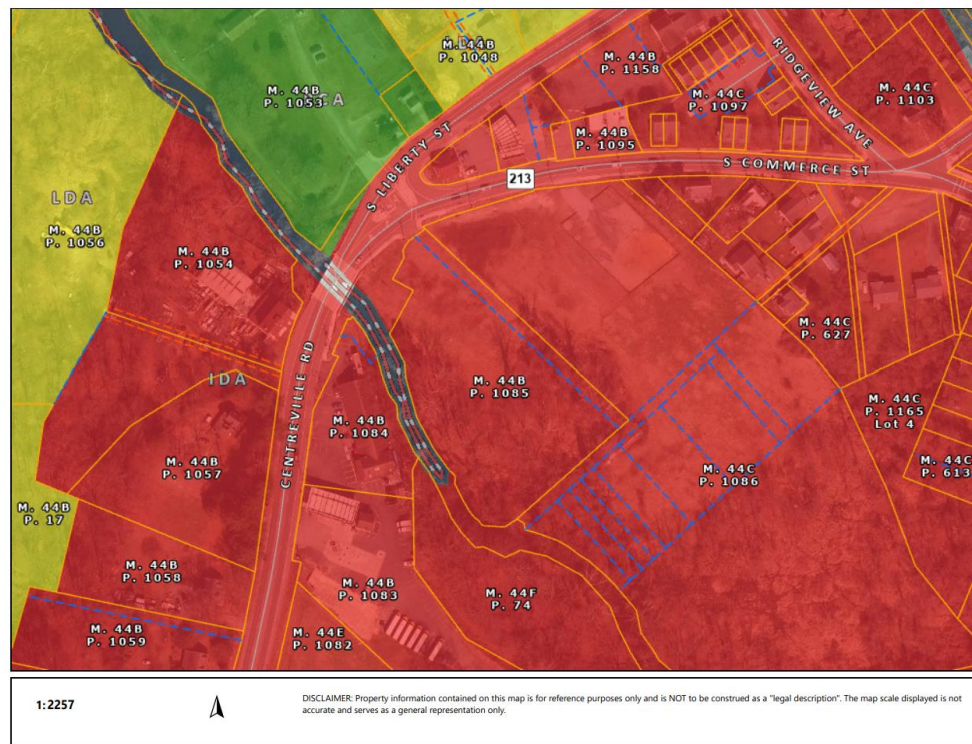 M. 44B
P. 1048
M. 44B
P. 1158
M. 44B
P. 1053
M. 44C
P. 1097
M. 44C
P. 1103
RIDGEVIEW AVE
S LIBERTY ST
M. 44B
P. 1095
213
S COMMERCE ST
LDA
M. 44B
P. 1056
M. 44B
P. 1054
M. 44C
P. 627
IDA
CENTREVILLE RD
M. 44B
P. 1085
M. 44C
P. 1165
Lot 4
M. 44B
P. 1084
M. 44B
P. 1057
M. 44C
P. 1086
M. 44C
P. 613
M. 44B
P. 17
M. 44B
P. 1058
M. 44B
P. 1083
M. 44F
P. 74
M. 44B
P. 1059
M. 44E
P. 1082
1:2257
DISCLAIMER: Property information contained on this map is for reference purposes only and is NOT to be construed as a "legal description". The map scale displayed is not
accurate and serves as a general representation only.